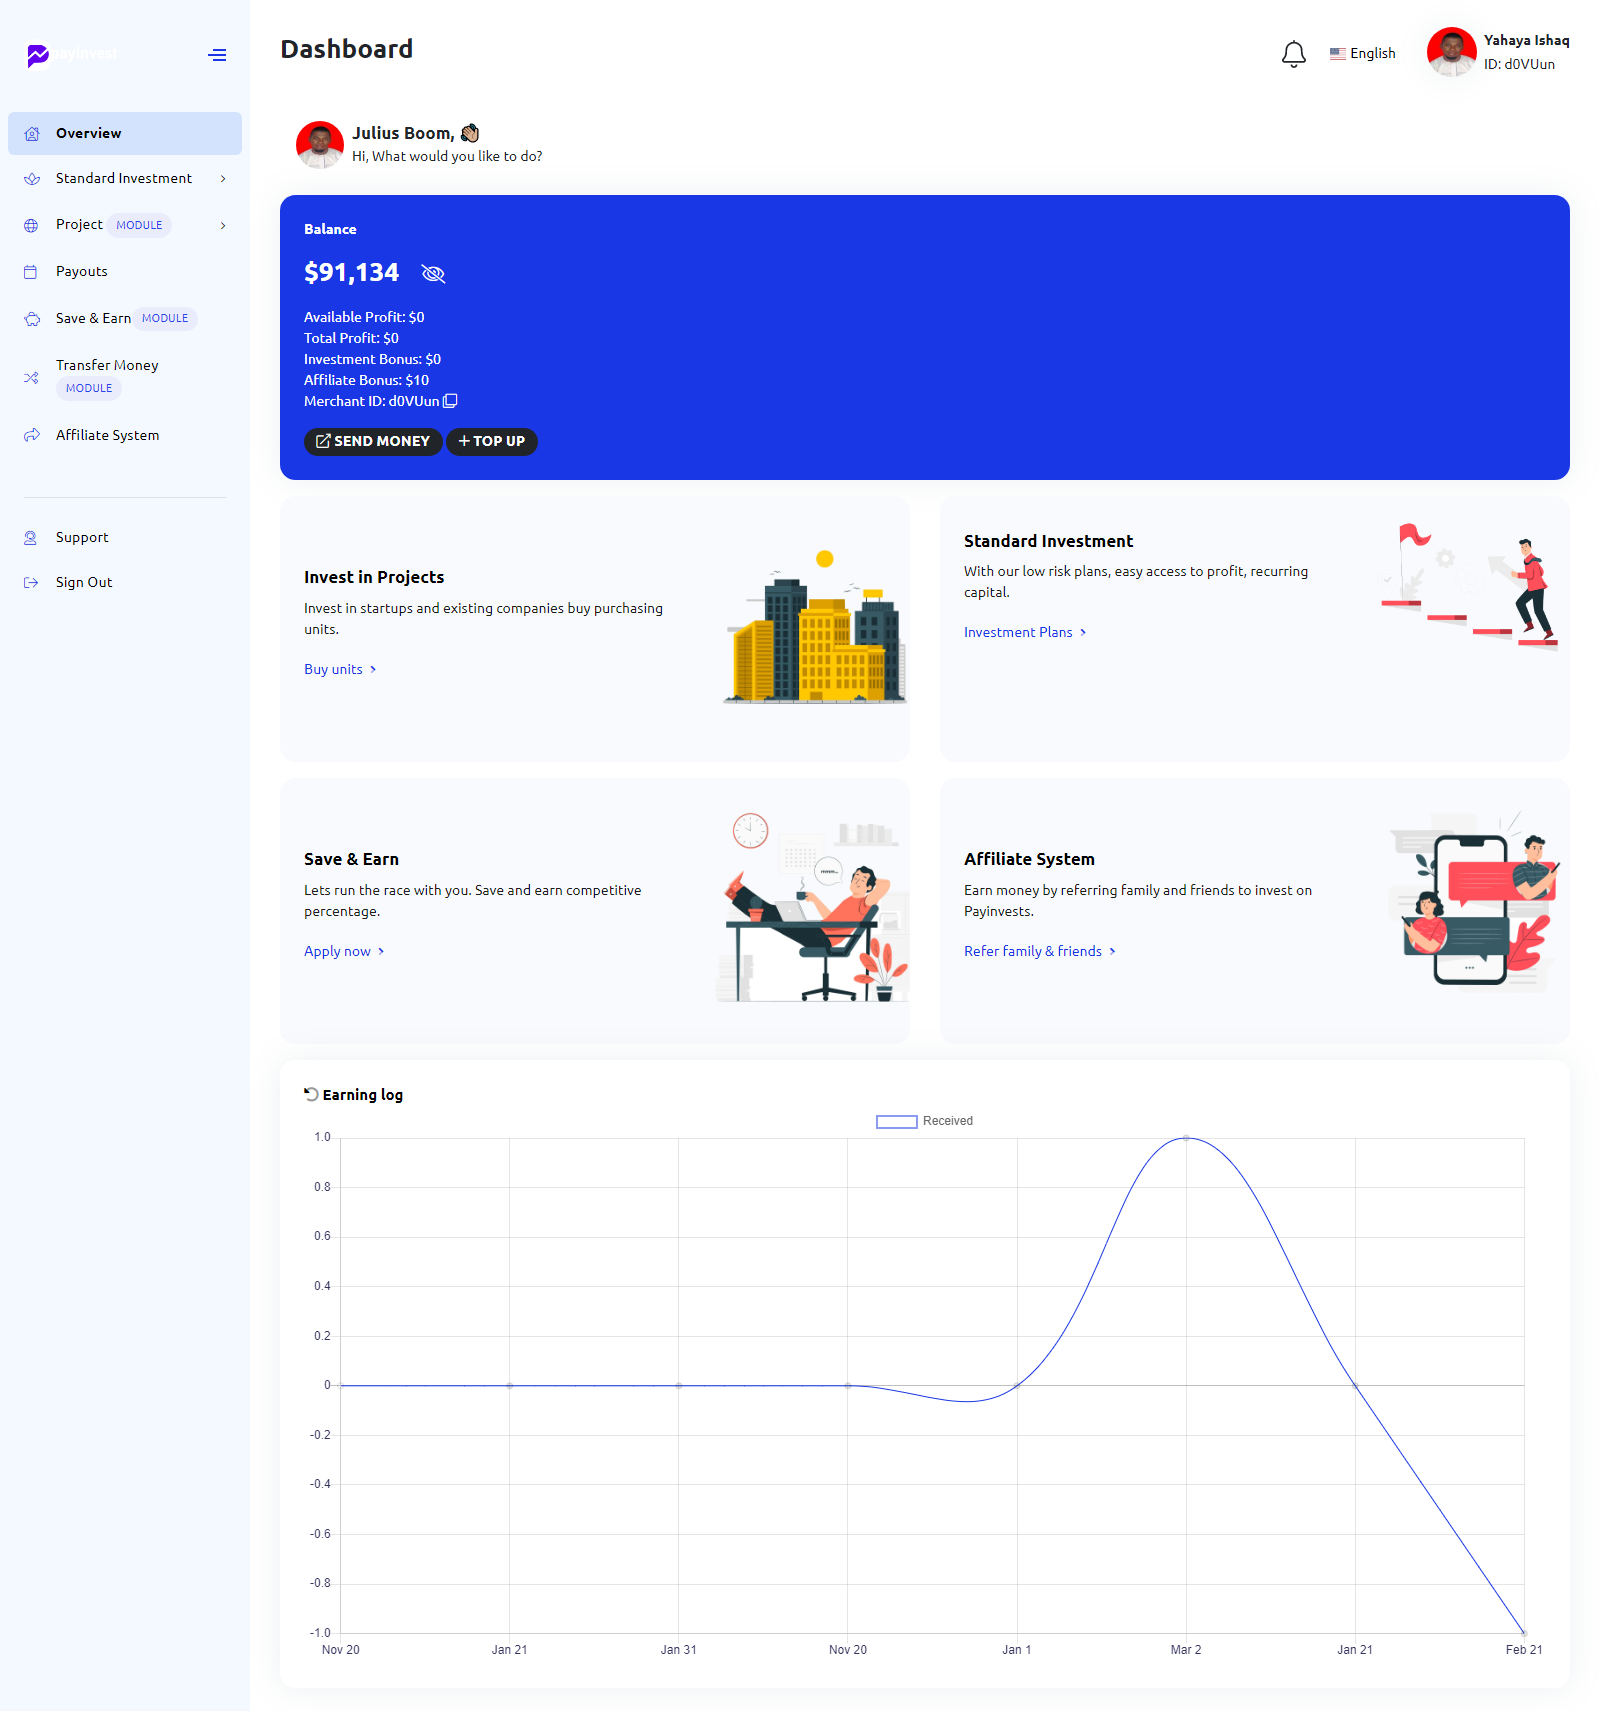 payinvest
Dashboard
English
Yahaya Ishaq
ID: d0VUun
Overview
Standard Investment
Project MODULE
Payouts
Save & Earn MODULE
Transfer Money
MODULE
Affiliate System
Support
Sign Out
Julius Boom,
Hi, What would you like to do?
Balance
$91,134
Available Profit: $0
Total Profit: $0
Investment Bonus: $0
Affiliate Bonus: $10
Merchant ID: d0VUun
SEND MONEY
TOP UP
Invest in Projects
Invest in startups and existing companies buy purchasing
units.
Buy units
Standard Investment
With our low risk plans, easy access to profit, recurring
capital.
Investment Plans
Save & Earn
Lets run the race with you. Save and earn competitive
percentage.
Apply now
Affiliate System
Earn money by referring family and friends to invest on
Payinvests.
Refer family & friends
Earning log
Received
1.0
0.8
0.6
0.4
0.2
0
-0.2
-0.4
-0.6
-0.8
-1.0
Nov 20 Jan 21 Jan 31 Nov 20 Jan 1 Mar 2 Jan 21 Feb 21